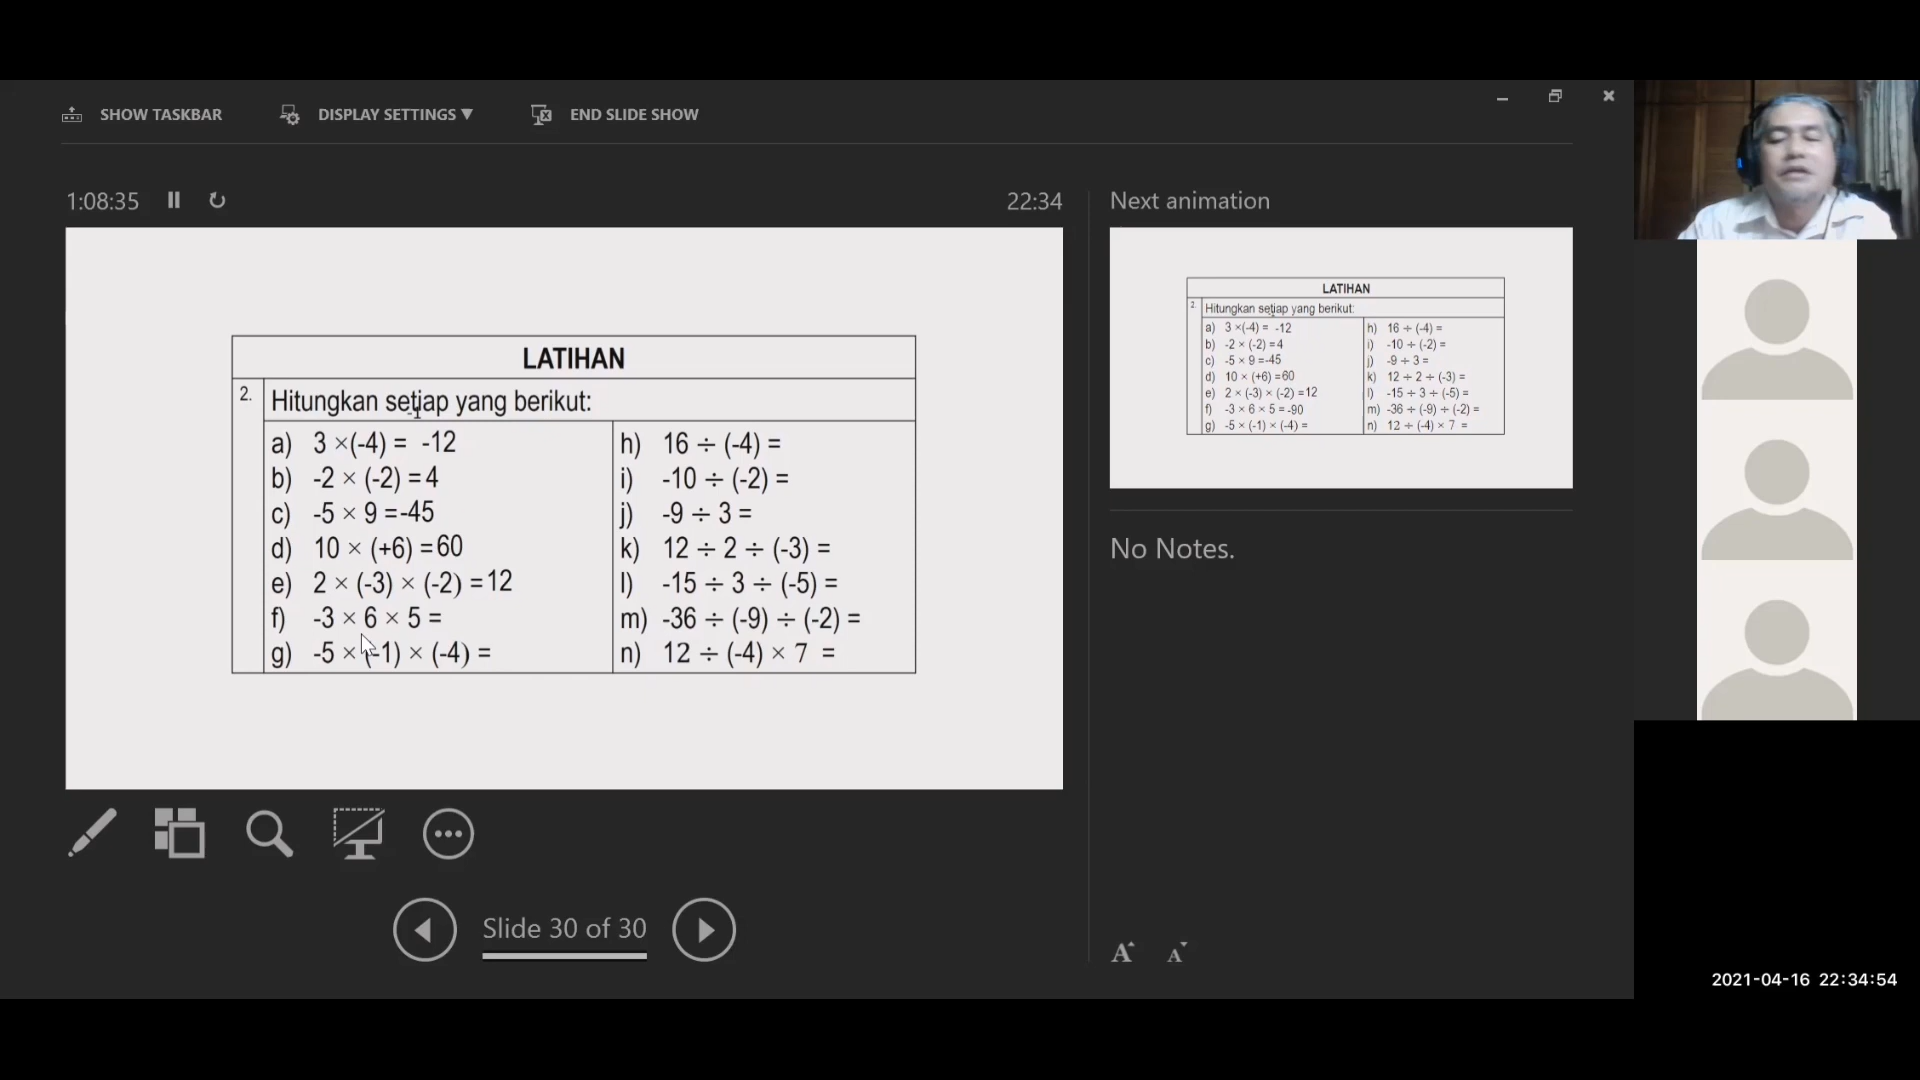 SHOW TASKBAR DISPLAY SETTINGS ▼ END SLIDE SHOW
1:08:35 22:34
LATIHAN
2. Hitungkan setiap yang berikut:
-1
a) 3 ×(-4) = -12
b) -2 × (-2) = 4
c) -5 × 9 = -45
d) 10 × (+6) = 60
e) 2 × (-3) × (-2) = 12
f) -3 × 6 × 5 =
g) -5 × (-1) × (-4) =
h) 16 ÷ (-4) =
i) -10 ÷ (-2) =
j) -9 ÷ 3 =
k) 12 ÷ 2 ÷ (-3) =
l) -15 ÷ 3 ÷ (-5) =
m) -36 ÷ (-9) ÷ (-2) =
n) 12 ÷ (-4) × 7 =
Slide 30 of 30
Next animation
LATIHAN
2. Hitungkan setiap yang berikut:
a) 3 ×(-4) = -12
b) -2 × (-2) = 4
c) -5 × 9 = -45
d) 10 × (+6) = 60
e) 2 × (-3) × (-2) = 12
f) -3 × 6 × 5 = -90
g) -5 × (-1) × (-4) =
h) 16 ÷ (-4) =
i) -10 ÷ (-2) =
j) -9 ÷ 3 =
k) 12 ÷ 2 ÷ (-3) =
l) -15 ÷ 3 ÷ (-5) =
m) -36 ÷ (-9) ÷ (-2) =
n) 12 ÷ (-4) × 7 =
No Notes.
A A
2021-04-16 22:34:54